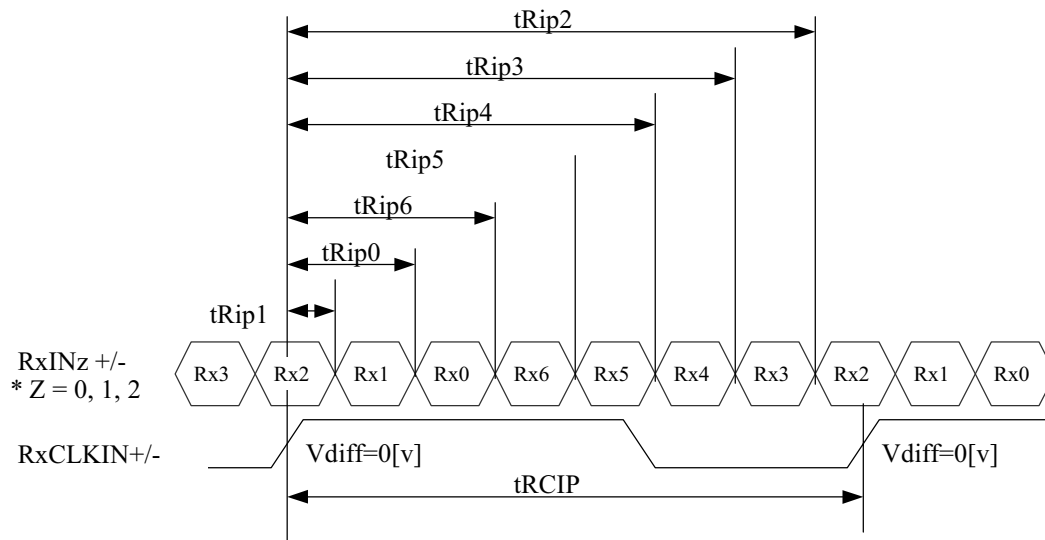 tRip2
tRip3
tRip4
tRip5
tRip6
tRip0
tRip1
RxINz +/-
* Z = 0, 1, 2
Rx3 Rx2 Rx1 Rx0 Rx6 Rx5 Rx4 Rx3 Rx2 Rx1 Rx0
RxCLKIN+/-
Vdiff=0[v] Vdiff=0[v]
tRCIP